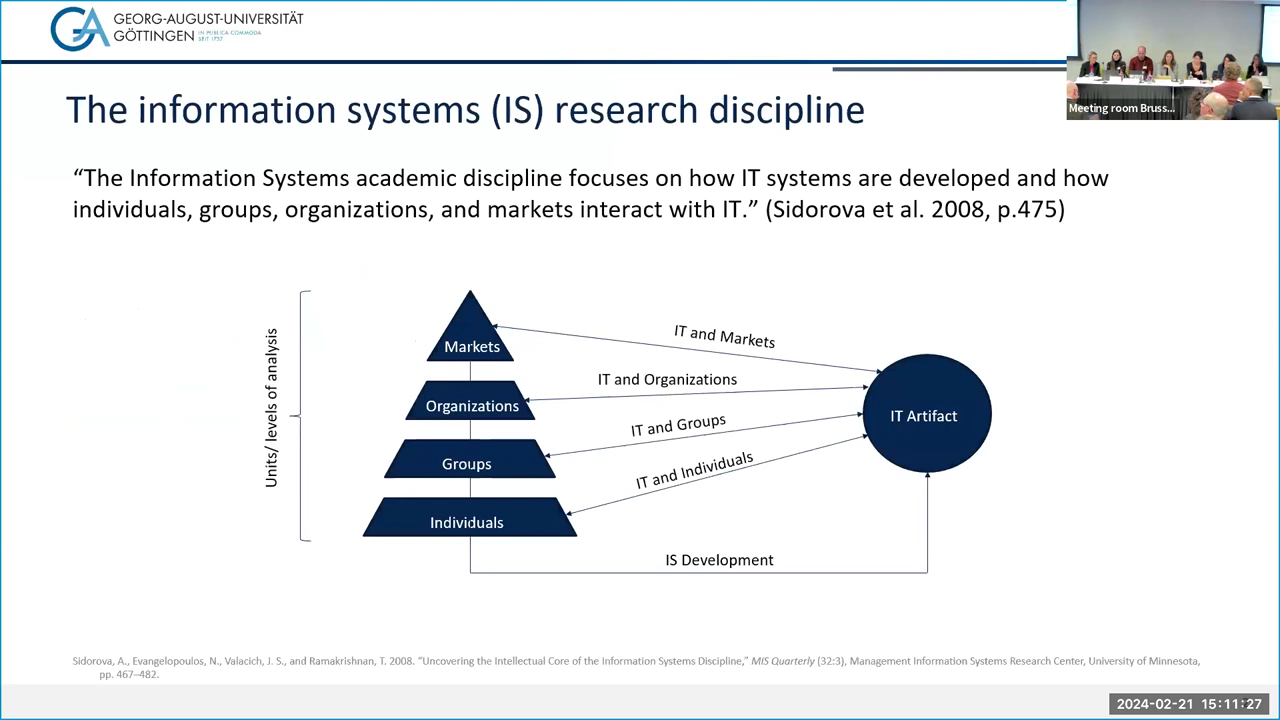 GEORG-AUGUST-UNIVERSITÄT
GÖTTINGEN IN PUBLICA COMMODA
SEIT 1737
Meeting room Bruss...
The information systems (IS) research discipline
“The Information Systems academic discipline focuses on how IT systems are developed and how
individuals, groups, organizations, and markets interact with IT.” (Sidorova et al. 2008, p.475)
Units/ levels of analysis
Markets
Organizations
Groups
Individuals
IT and Markets
IT and Organizations
IT and Groups
IT and Individuals
IS Development
IT Artifact
Sidorova, A., Evangelopoulos, N., Valacich, J. S., and Ramakrishnan, T. 2008. “Uncovering the Intellectual Core of the Information Systems Discipline,” MIS Quarterly (32:3), Management Information Systems Research Center, University of Minnesota,
pp. 467–482.
2024-02-21 15:11:27